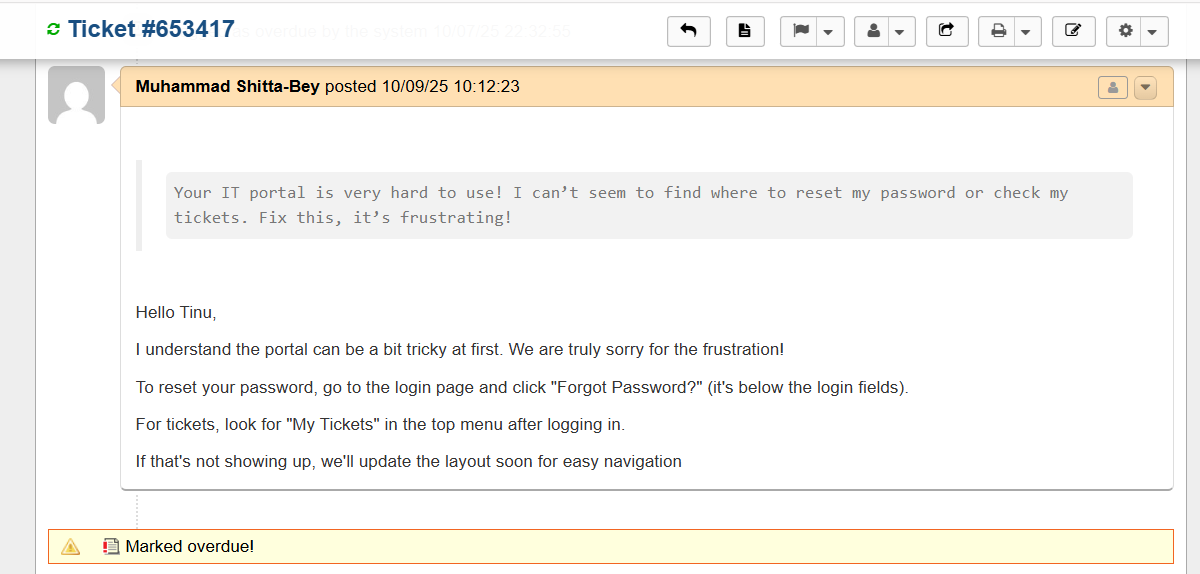 Ticket #653417 is overdue by the system 10/07/25 22:32:55
Muhammad Shitta-Bey posted 10/09/25 10:12:23
Your IT portal is very hard to use! I can’t seem to find where to reset my password or check my
tickets. Fix this, it’s frustrating!
Hello Tinu,
I understand the portal can be a bit tricky at first. We are truly sorry for the frustration!
To reset your password, go to the login page and click "Forgot Password?" (it's below the login fields).
For tickets, look for "My Tickets" in the top menu after logging in.
If that's not showing up, we'll update the layout soon for easy navigation
Marked overdue!